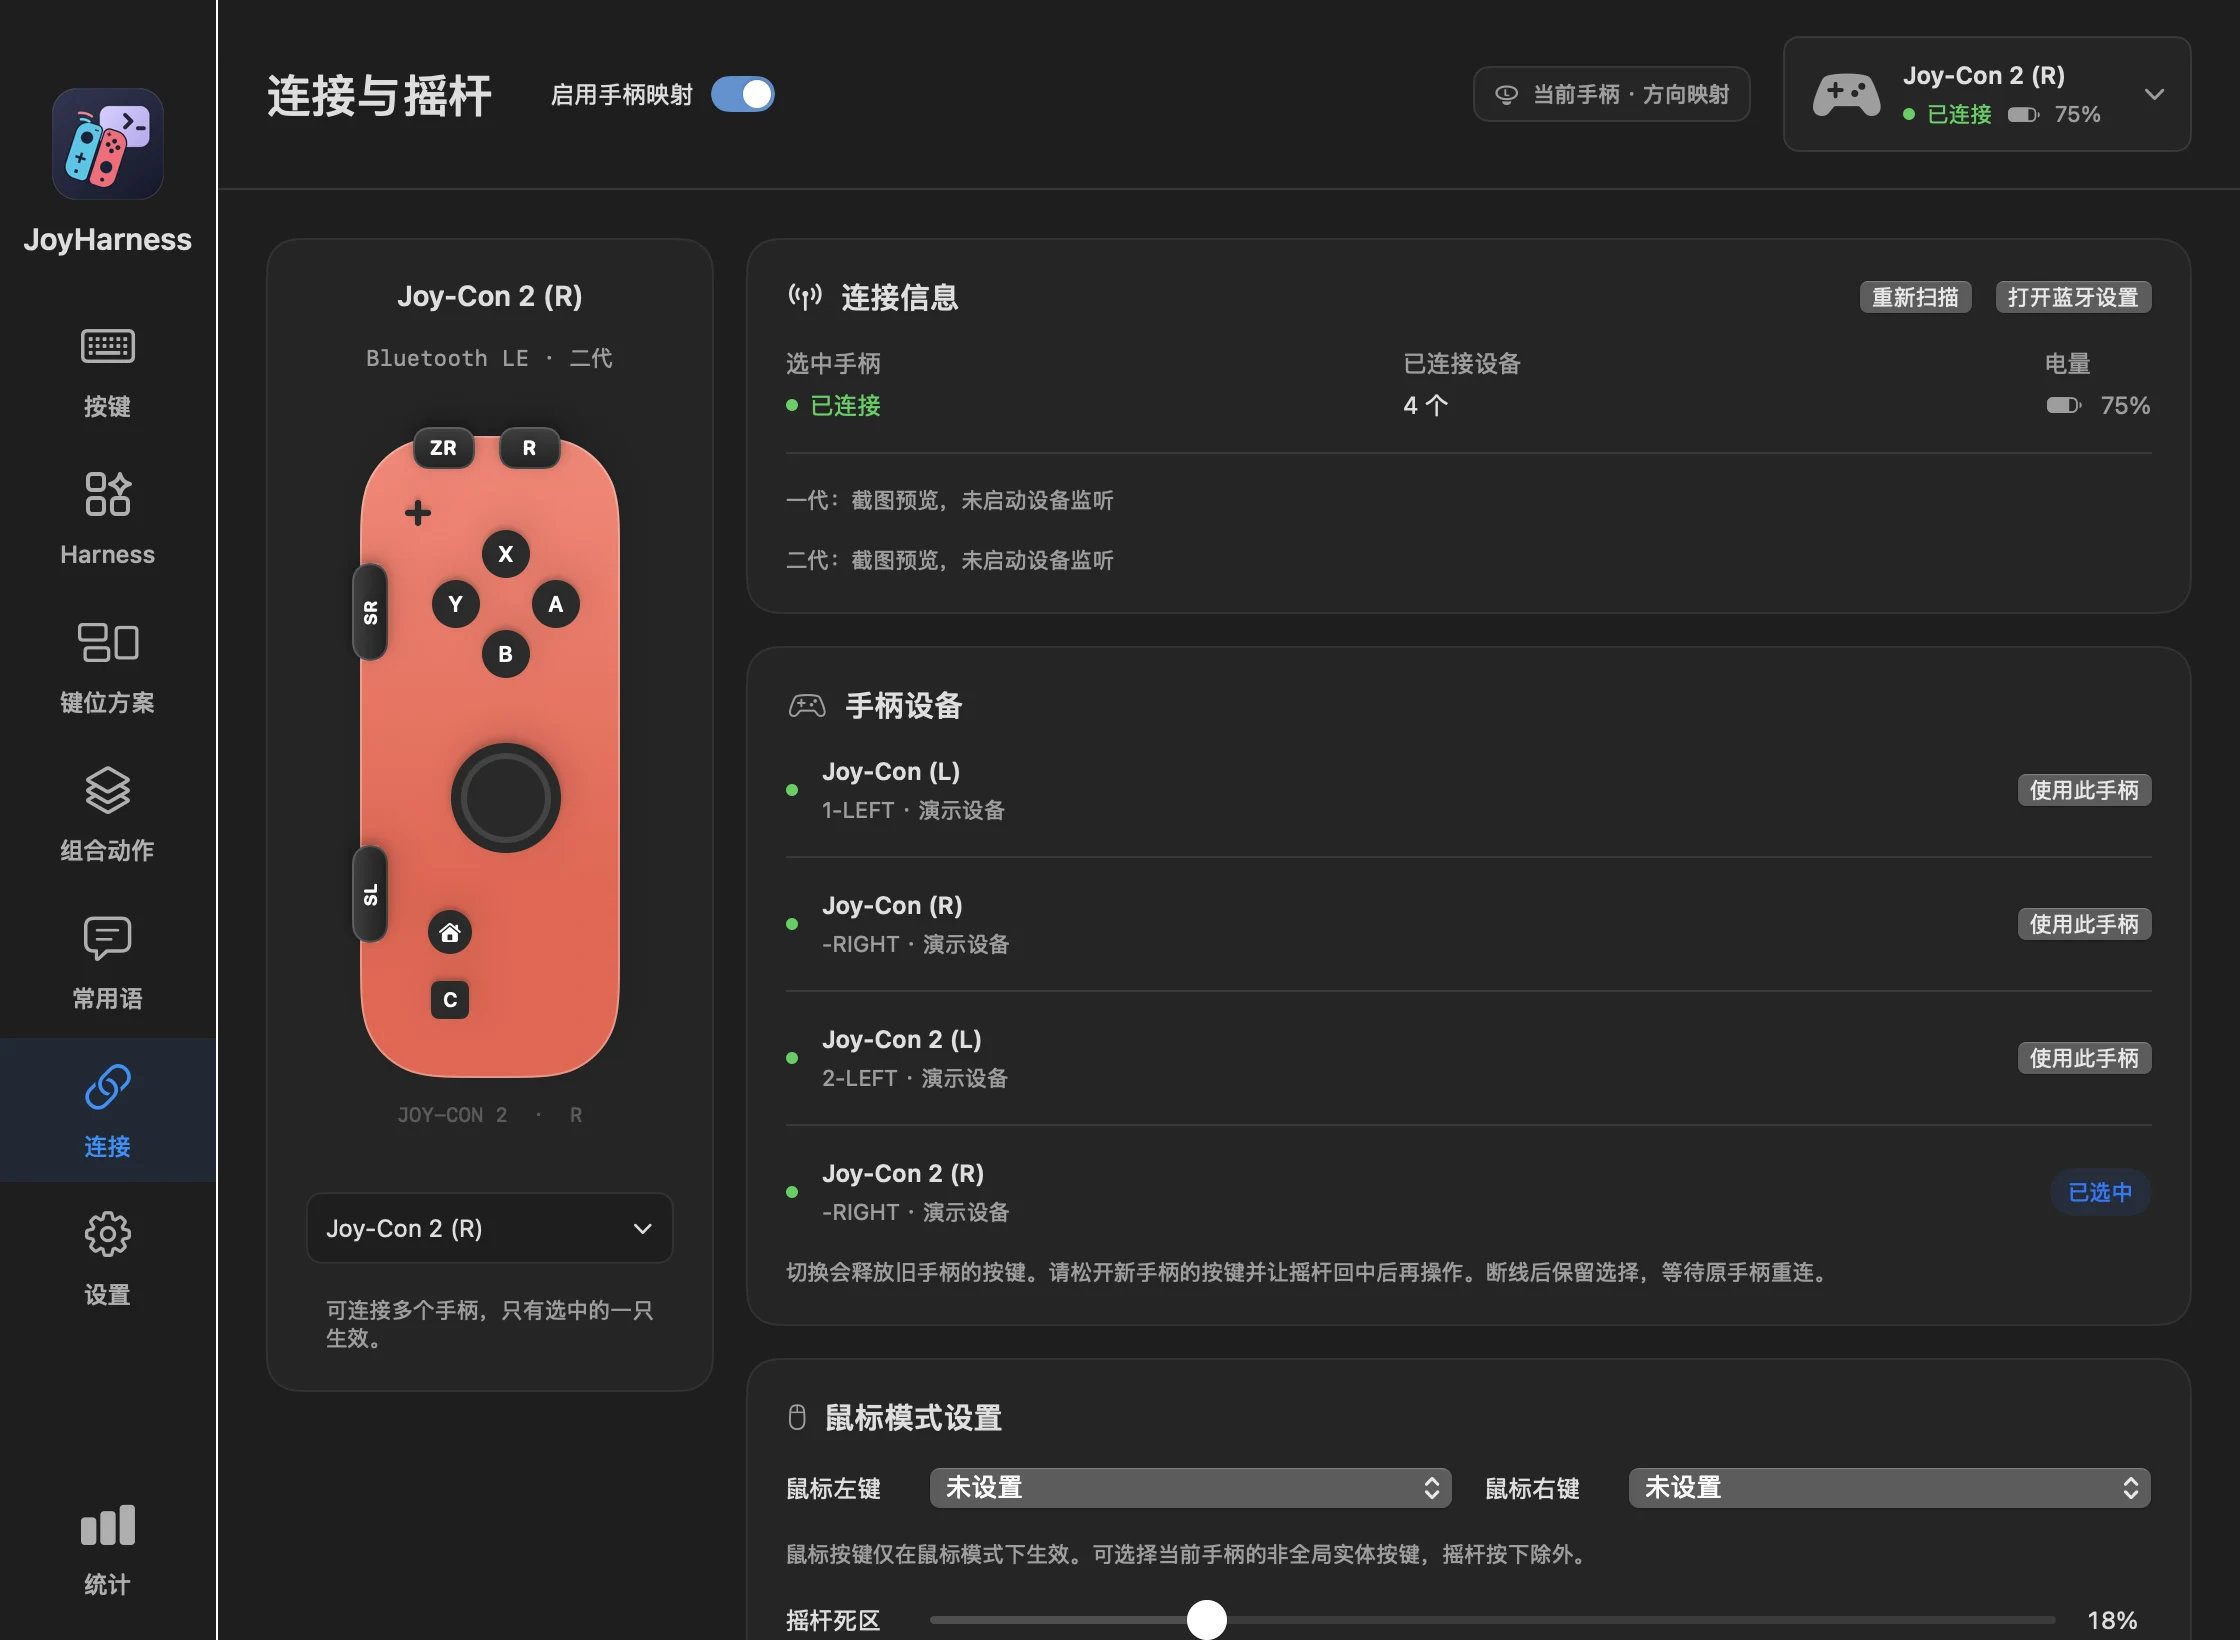 JoyHarness
按键
Harness
键位方案
组合动作
常用语
连接
设置
统计
连接与摇杆
启用手柄映射
当前手柄 · 方向映射
Joy-Con 2 (R)
已连接 75%
Joy-Con 2 (R)
Bluetooth LE · 二代
ZR R
X
Y A
B
SR
SL
C
JOY-CON 2 · R
Joy-Con 2 (R)
可连接多个手柄，只有选中的一只
生效。
连接信息
重新扫描 打开蓝牙设置
选中手柄 已连接设备 电量
已连接 4 个 75%
一代：截图预览，未启动设备监听
二代：截图预览，未启动设备监听
手柄设备
Joy-Con (L)
1-LEFT · 演示设备
使用此手柄
Joy-Con (R)
-RIGHT · 演示设备
使用此手柄
Joy-Con 2 (L)
2-LEFT · 演示设备
使用此手柄
Joy-Con 2 (R)
-RIGHT · 演示设备
已选中
切换会释放旧手柄的按键。请松开新手柄的按键并让摇杆回中后再操作。断线后保留选择，等待原手柄重连。
鼠标模式设置
鼠标左键 未设置 鼠标右键 未设置
鼠标按键仅在鼠标模式下生效。可选择当前手柄的非全局实体按键，摇杆按下除外。
摇杆死区 18%